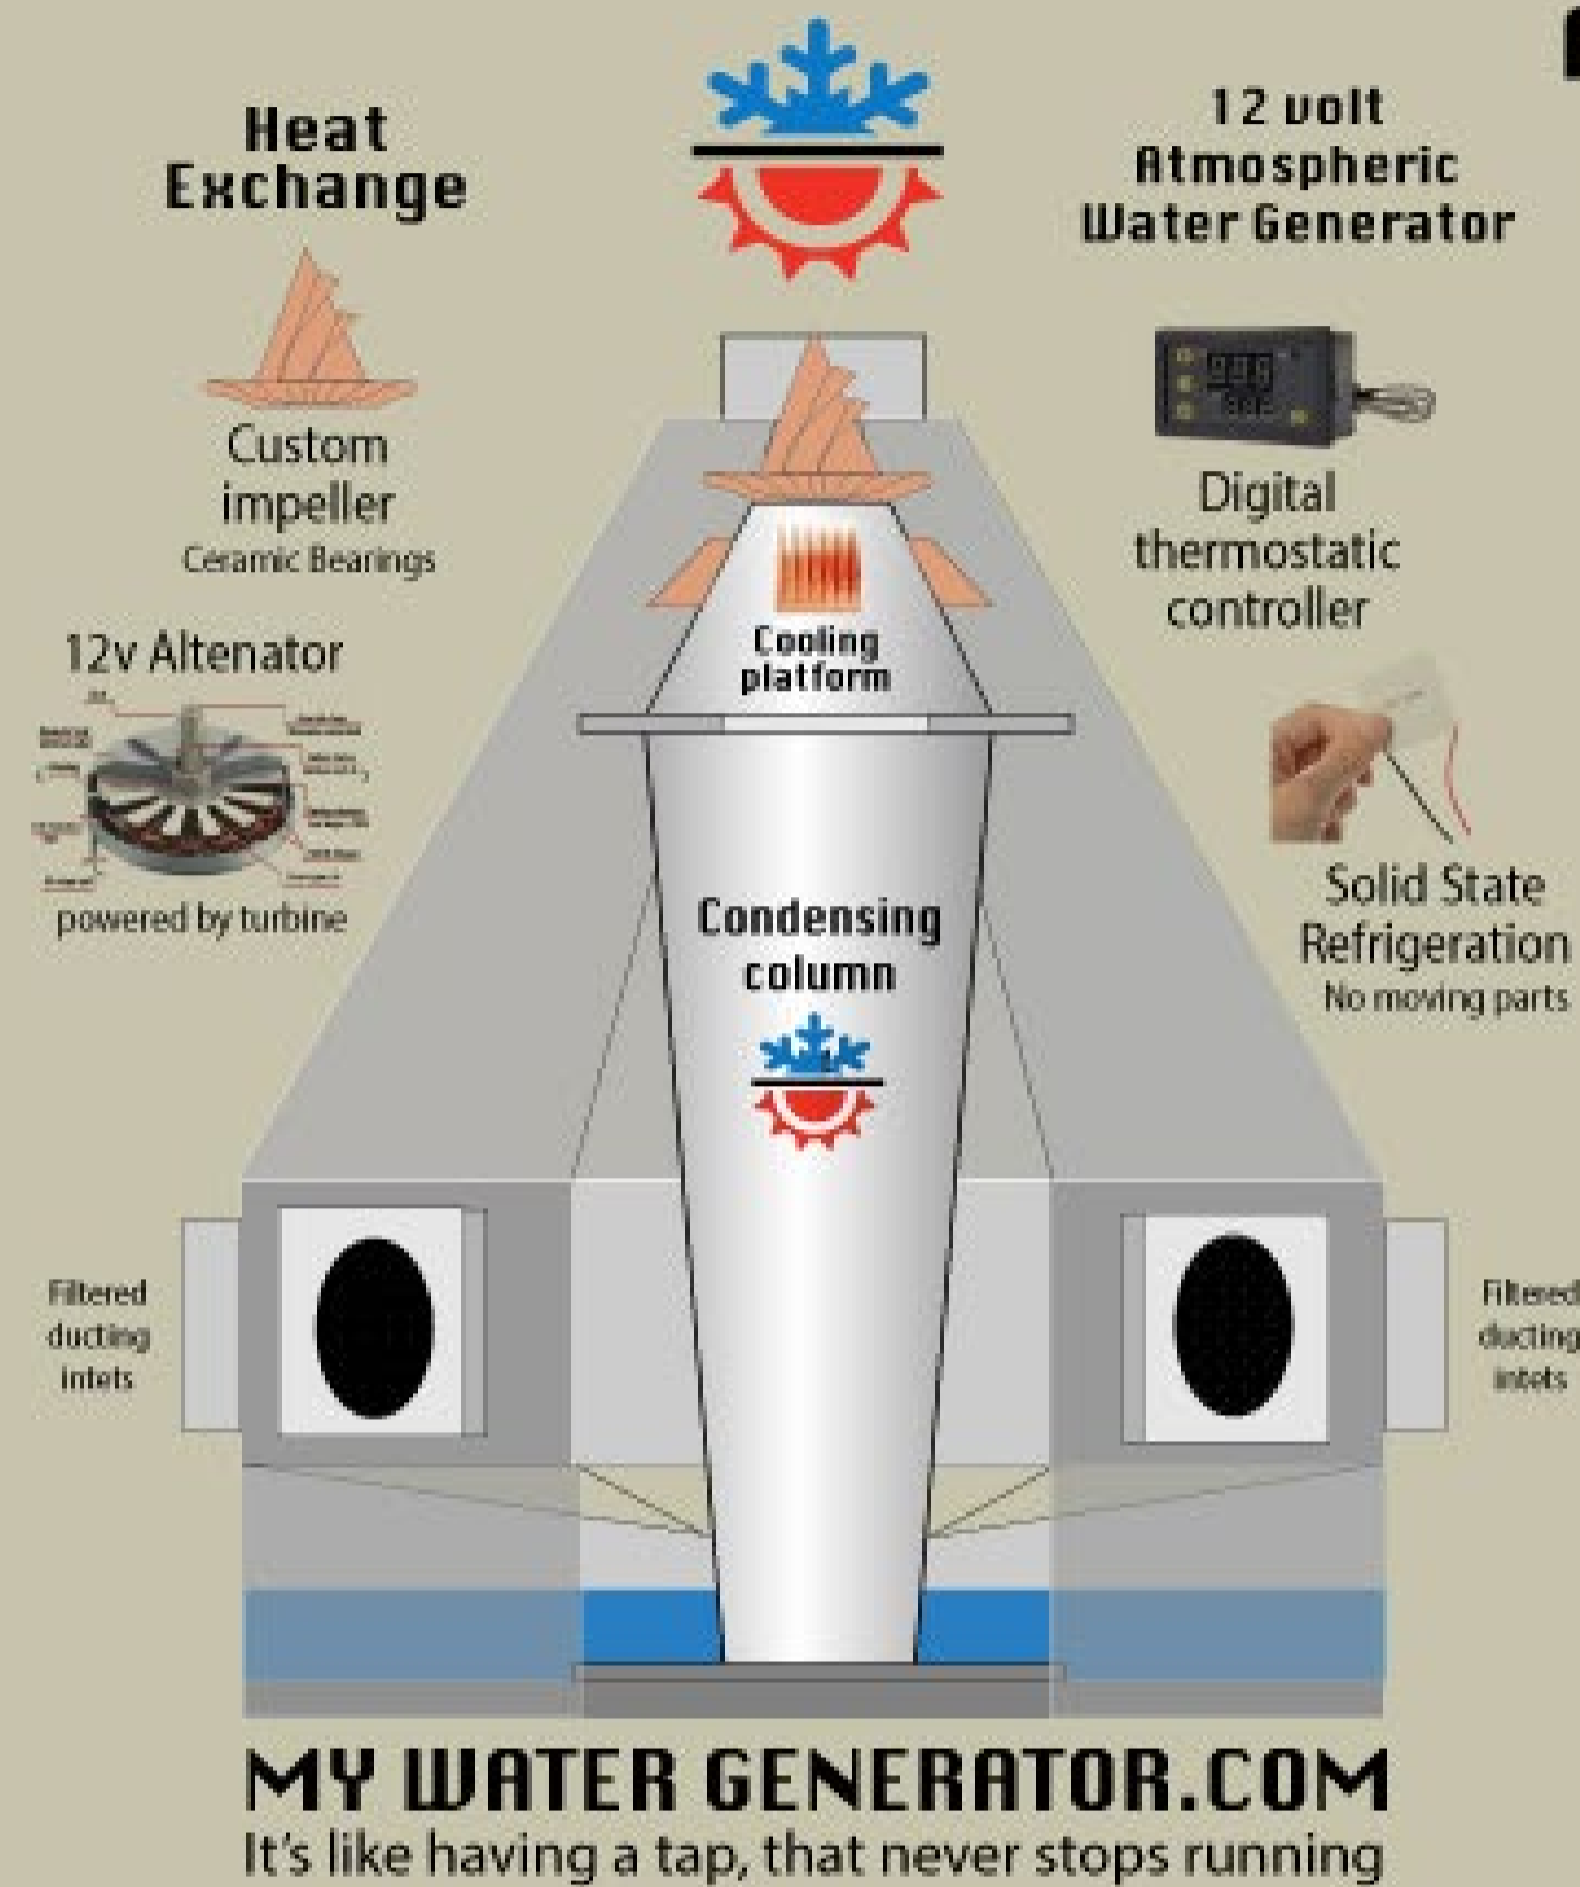 Heat
Exchange
12 volt
Atmospheric
Water Generator
Custom
impeller
Ceramic Bearings
Digital
thermostatic
controller
12v Altenator
powered by turbine
Cooling
platform
Solid State
Refrigeration
No moving parts
Condensing
column
Filtered
ducting
intets
Filtered
ducting
intets
MY WATER GENERATOR.COM
It's like having a tap, that never stops running